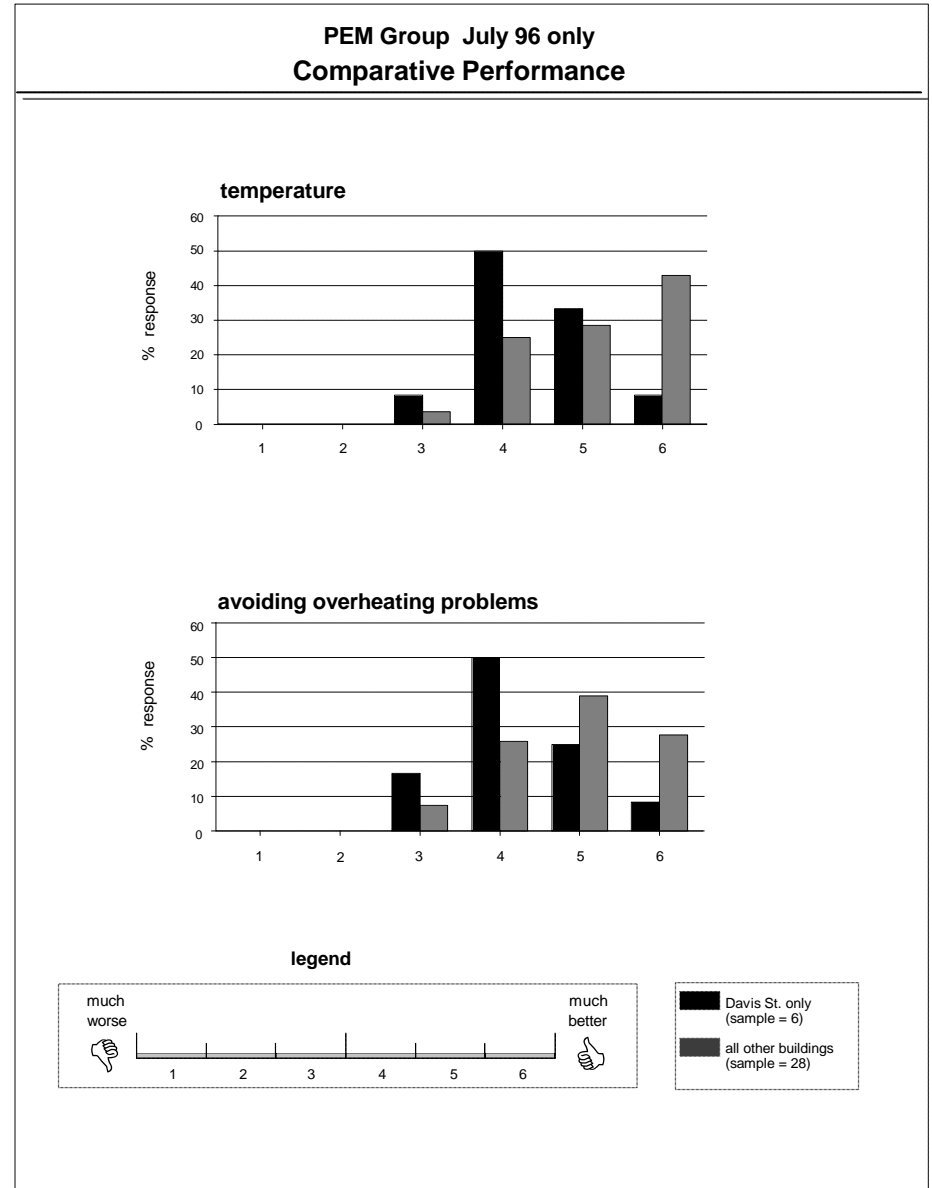 PEM Group July 96 only
Comparative Performance
temperature
60
50
40
30
20
10
0
% response
1 2 3 4 5 6
avoiding overheating problems
60
50
40
30
20
10
0
% response
1 2 3 4 5 6
legend
much
worse
1 2 3 4 5 6
much
better
Davis St. only
(sample = 6)
all other buildings
(sample = 28)